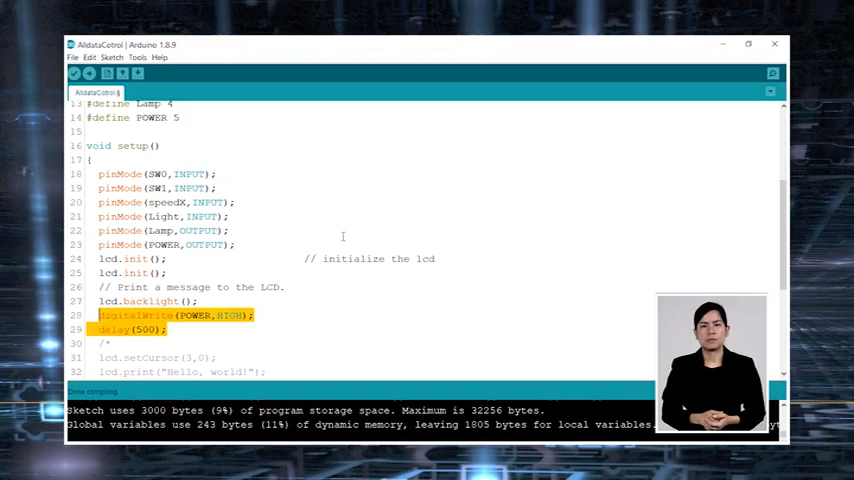 AlldataCotrol | Arduino 1.8.9
File Edit Sketch Tools Help
AlldataCotrol §
13 #define Lamp 4
14 #define POWER 5
15
16 void setup()
17 {
18 pinMode(SW0,INPUT);
19 pinMode(SW1,INPUT);
20 pinMode(speedX,INPUT);
21 pinMode(Light,INPUT);
22 pinMode(Lamp,OUTPUT);
23 pinMode(POWER,OUTPUT);
24 lcd.init(); // initialize the lcd
25 lcd.init();
26 // Print a message to the LCD.
27 lcd.backlight();
28 digitalWrite(POWER,HIGH);
29 delay(500);
30 /*
31 lcd.setCursor(3,0);
32 lcd.print("Hello, world!");
Done compiling
Sketch uses 3000 bytes (9%) of program storage space. Maximum is 32256 bytes.
Global variables use 243 bytes (11%) of dynamic memory, leaving 1805 bytes for local variables.